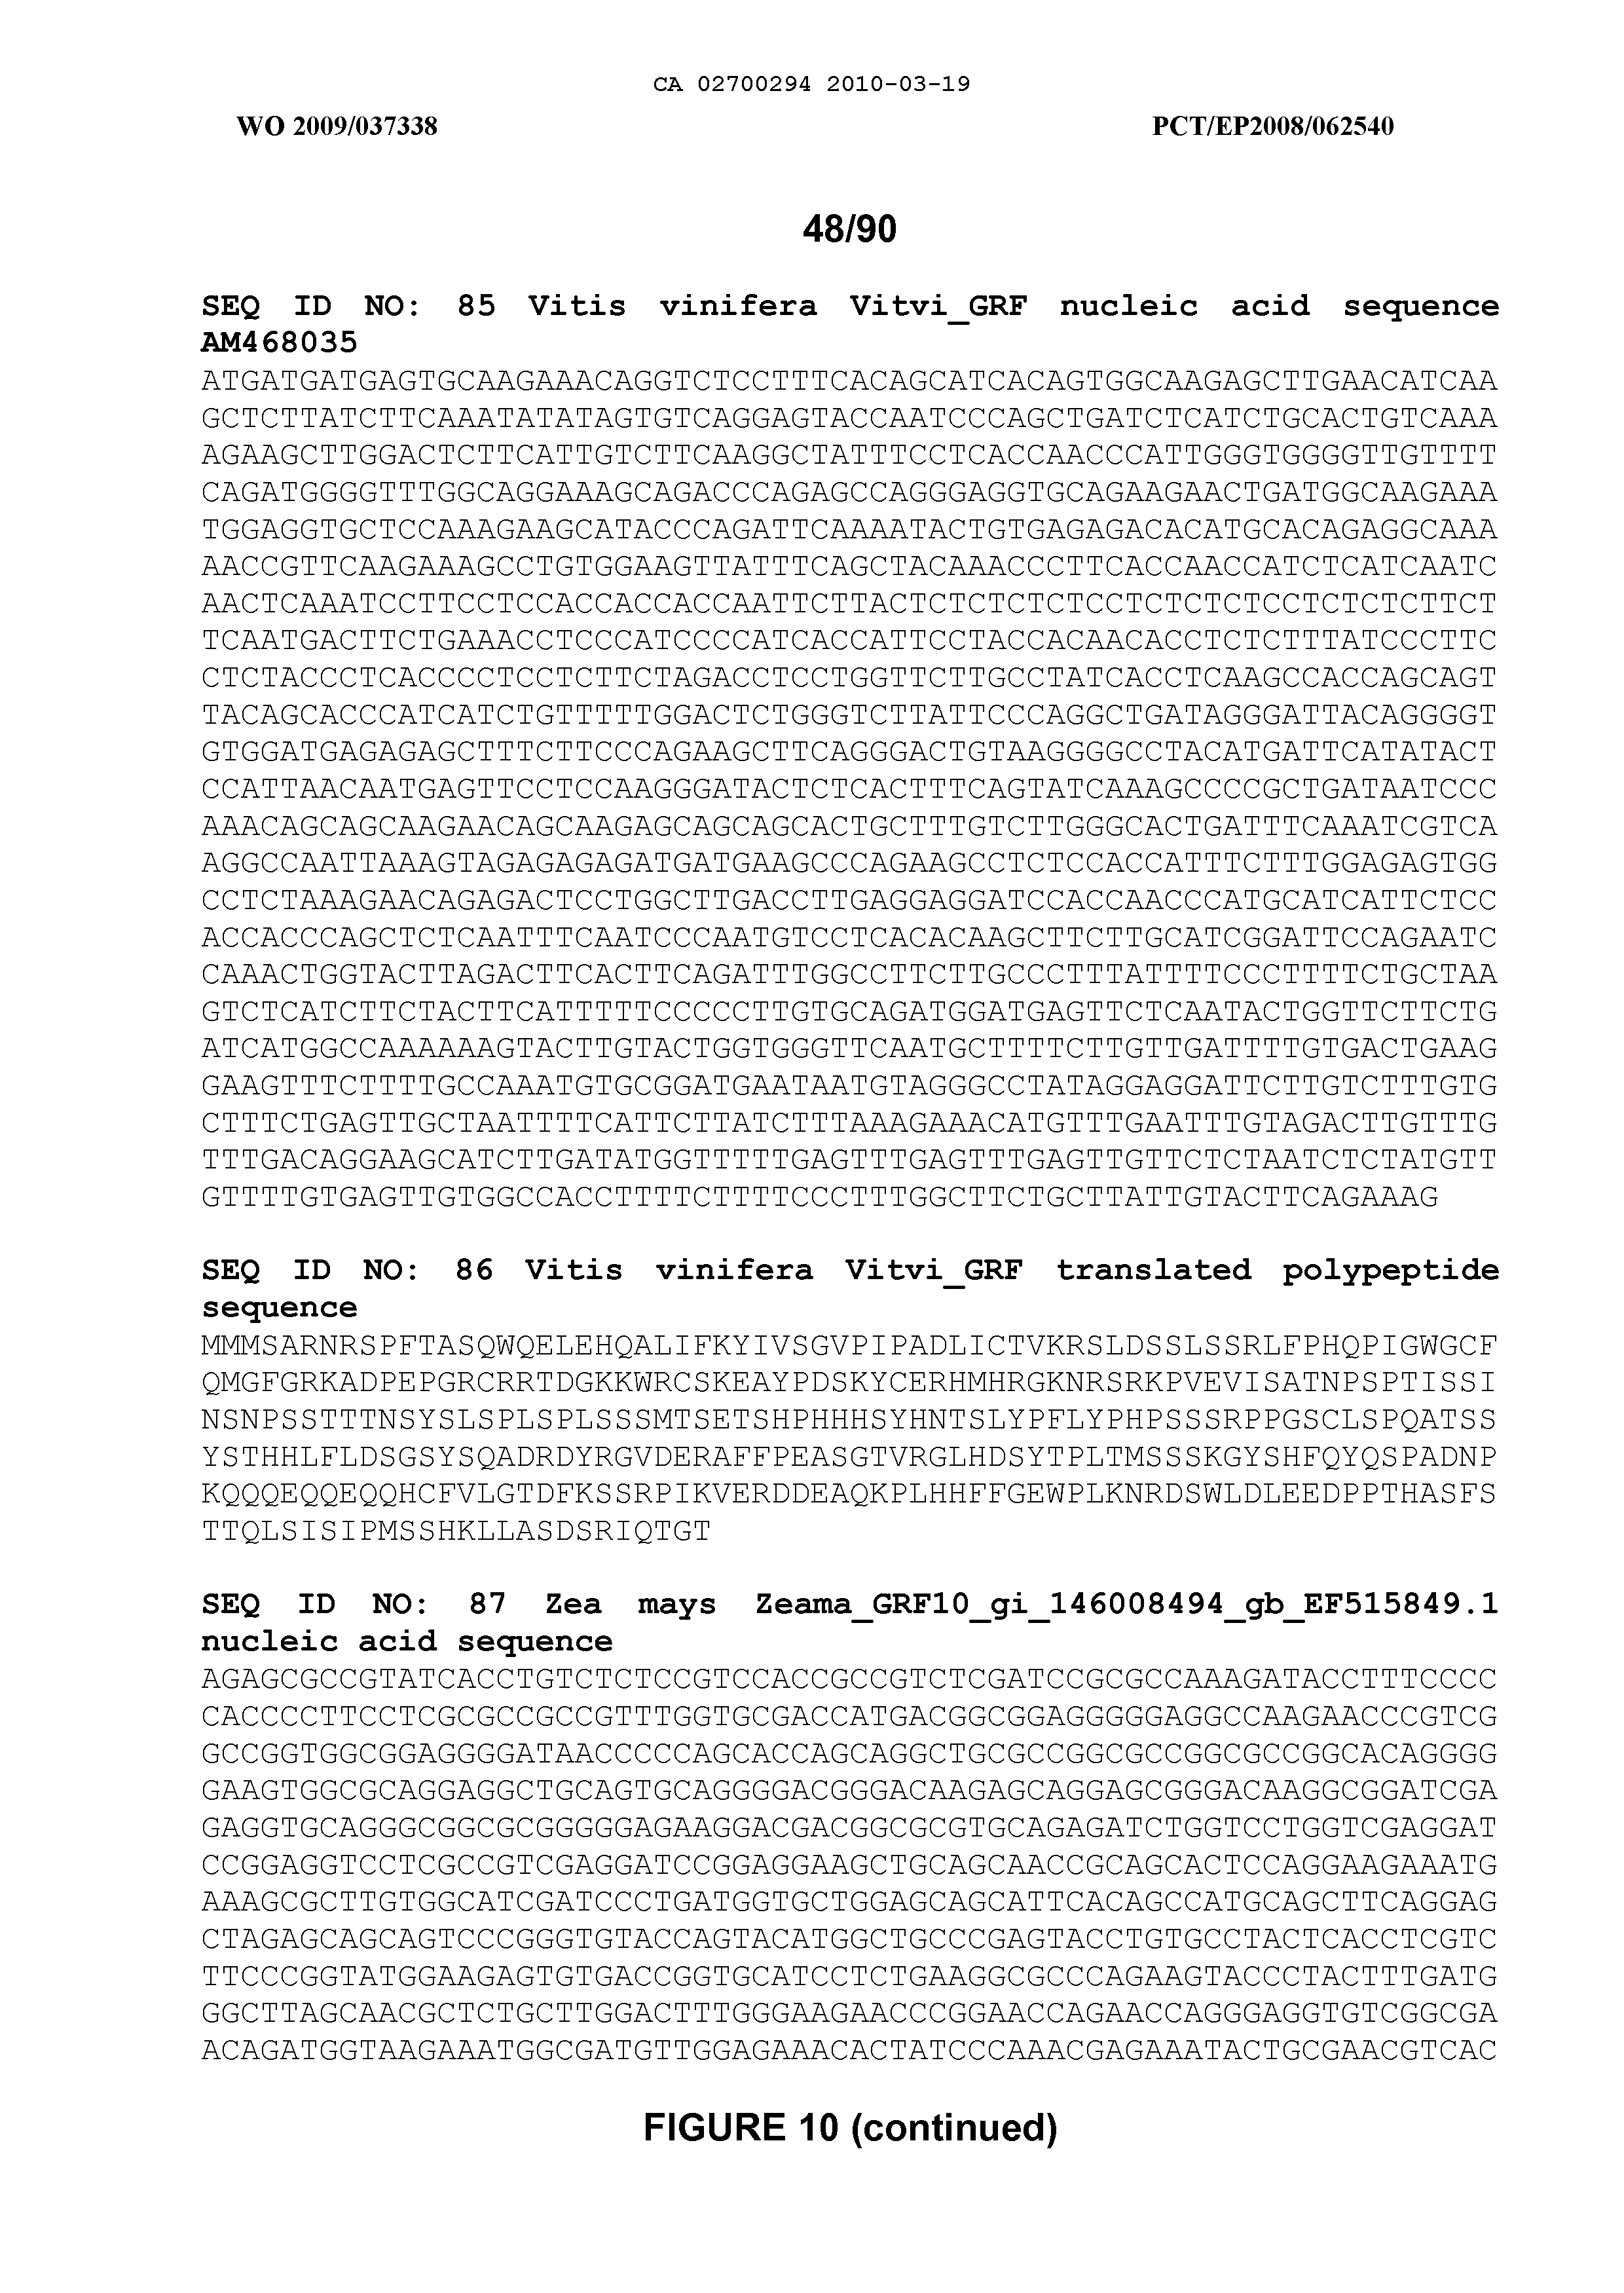 CA 02700294 2010-03-19
WO 2009/037338 PCT/EP2008/062540
48/90
SEQ ID NO: 85 Vitis vinifera Vitvi_GRF nucleic acid sequence
AM468035
ATGATGATGAGTGCAAGAAACAGGTCTCCTTTCACAGCATCACAGTGGCAAGAGCTTGAACATCAA
GCTCTTATCTTCAAATATATAGTGTCAGGAGTACCAATCCCAGCTGATCTCATCTGCACTGTCAAA
AGAAGCTTGGACTCTTCATTGTCTTCAAGGCTATTTCCTCACCAACCCATTGGGTGGGGTTGTTTT
CAGATGGGGTTTGGCAGGAAAGCAGACCCAGAGCCAGGGAGGTGCAGAAGAACTGATGGCAAGAAA
TGGAGGTGCTCCAAAGAAGCATACCCAGATTCAAAATACTGTGAGAGACACATGCACAGAGGCAAA
AACCGTTCAAGAAAGCCTGTGGAAGTTATTTCAGCTACAAACCCTTCACCAACCATCTCATCAATC
AACTCAAATCCTTCCTCCACCACCACCAATTCTTACTCTCTCTCTCCTCTCTCTCCTCTCTCTTCT
TCAATGACTTCTGAAACCTCCCATCCCCATCACCATTCCTACCACAACACCTCTCTTTATCCCTTC
CTCTACCCTCACCCCTCCTCTTCTAGACCTCCTGGTTCTTGCCTATCACCTCAAGCCACCAGCAGT
TACAGCACCCATCATCTGTTTTTGGACTCTGGGTCTTATTCCCAGGCTGATAGGGATTACAGGGGT
GTGGATGAGAGAGCTTTCTTCCCAGAAGCTTCAGGGACTGTAAGGGGCCTACATGATTCATATACT
CCATTAACAATGAGTTCCTCCAAGGGATACTCTCACTTTCAGTATCAAAGCCCCGCTGATAATCCC
AAACAGCAGCAAGAACAGCAAGAGCAGCAGCACTGCTTTGTCTTGGGCACTGATTTCAAATCGTCA
AGGCCAATTAAAGTAGAGAGAGATGATGAAGCCCAGAAGCCTCTCCACCATTTCTTTGGAGAGTGG
CCTCTAAAGAACAGAGACTCCTGGCTTGACCTTGAGGAGGATCCACCAACCCATGCATCATTCTCC
ACCACCCAGCTCTCAATTTCAATCCCAATGTCCTCACACAAGCTTCTTGCATCGGATTCCAGAATC
CAAACTGGTACTTAGACTTCACTTCAGATTTGGCCTTCTTGCCCTTTATTTTCCCTTTTCTGCTAA
GTCTCATCTTCTACTTCATTTTTCCCCCTTGTGCAGATGGATGAGTTCTCAATACTGGTTCTTCTG
ATCATGGCCAAAAAAGTACTTGTACTGGTGGGTTCAATGCTTTTCTTGTTGATTTTGTGACTGAAG
GAAGTTTCTTTTGCCAAATGTGCGGATGAATAATGTAGGGCCTATAGGAGGATTCTTGTCTTTGTG
CTTTCTGAGTTGCTAATTTTCATTCTTATCTTTAAAGAAACATGTTTGAATTTGTAGACTTGTTTG
TTTGACAGGAAGCATCTTGATATGGTTTTTGAGTTTGAGTTTGAGTTGTTCTCTAATCTCTATGTT
GTTTTGTGAGTTGTGGCCACCTTTTCTTTTCCCTTTGGCTTCTGCTTATTGTACTTCAGAAAG
SEQ ID NO: 86 Vitis vinifera Vitvi_GRF translated polypeptide
sequence
MMMSARNRSPFTASQWQELEHQALIFKYIVSGVPIPADLICTVKRSLDSSLSSRLFPHQPIGWGCF
QMGFGRKADPEPGRCRRTDGKKWRCSKEAYPDSKYCERHMHRGKNRSRKPVEVISATNPSPTISSI
NSNPSSTTTNSYSLSPLSPLSSSMTSETSHPHHHSYHNTSLYPFLYPHPSSSRPPGSCLSPQATSS
YSTHHLFLDSGSYSQADRDYRGVDERAFFPEASGTVRGLHDSYTPLTMSSSKGYSHFQYQSPADNP
KQQQEQQEQQHCFVLGTDFKSSRPIKVERDDEAQKPLHHFFGEWPLKNRDSWLDLEEDPPTHASFS
TTQLSISIPMSSHKLLASDSRIQTGT
SEQ ID NO: 87 Zea mays Zeama_GRF10_gi_146008494_gb_EF515849.1
nucleic acid sequence
AGAGCGCCGTATCACCTGTCTCTCCGTCCACCGCCGTCTCGATCCGCGCCAAAGATACCTTTCCCC
CACCCCTTCCTCGCGCCGCCGTTTGGTGCGACCATGACGGCGGAGGGGGAGGCCAAGAACCCGTCG
GCCGGTGGCGGAGGGGATAACCCCCAGCACCAGCAGGCTGCGCCGGCGCCGGCGCCGGCACAGGGG
GAAGTGGCGCAGGAGGCTGCAGTGCAGGGGACGGGACAAGAGCAGGAGCGGGACAAGGCGGATCGA
GAGGTGCAGGGCGGCGCGGGGGAGAAGGACGACGGCGCGTGCAGAGATCTGGTCCTGGTCGAGGAT
CCGGAGGTCCTCGCCGTCGAGGATCCGGAGGAAGCTGCAGCAACCGCAGCACTCCAGGAAGAAATG
AAAGCGCTTGTGGCATCGATCCCTGATGGTGCTGGAGCAGCATTCACAGCCATGCAGCTTCAGGAG
CTAGAGCAGCAGTCCCGGGTGTACCAGTACATGGCTGCCCGAGTACCTGTGCCTACTCACCTCGTC
TTCCCGGTATGGAAGAGTGTGACCGGTGCATCCTCTGAAGGCGCCCAGAAGTACCCTACTTTGATG
GGCTTAGCAACGCTCTGCTTGGACTTTGGGAAGAACCCGGAACCAGAACCAGGGAGGTGTCGGCGA
ACAGATGGTAAGAAATGGCGATGTTGGAGAAACACTATCCCAAACGAGAAATACTGCGAACGTCAC
FIGURE 10 (continued)